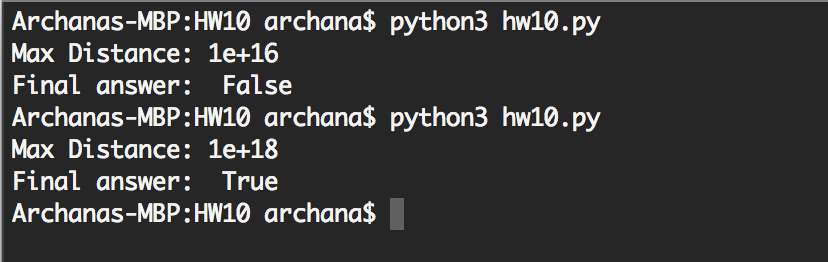 Archanas-MBP:HW10 archana$ python3 hw10.py
Max Distance: 1e+16
Final answer:  False
Archanas-MBP:HW10 archana$ python3 hw10.py
Max Distance: 1e+18
Final answer:  True
Archanas-MBP:HW10 archana$